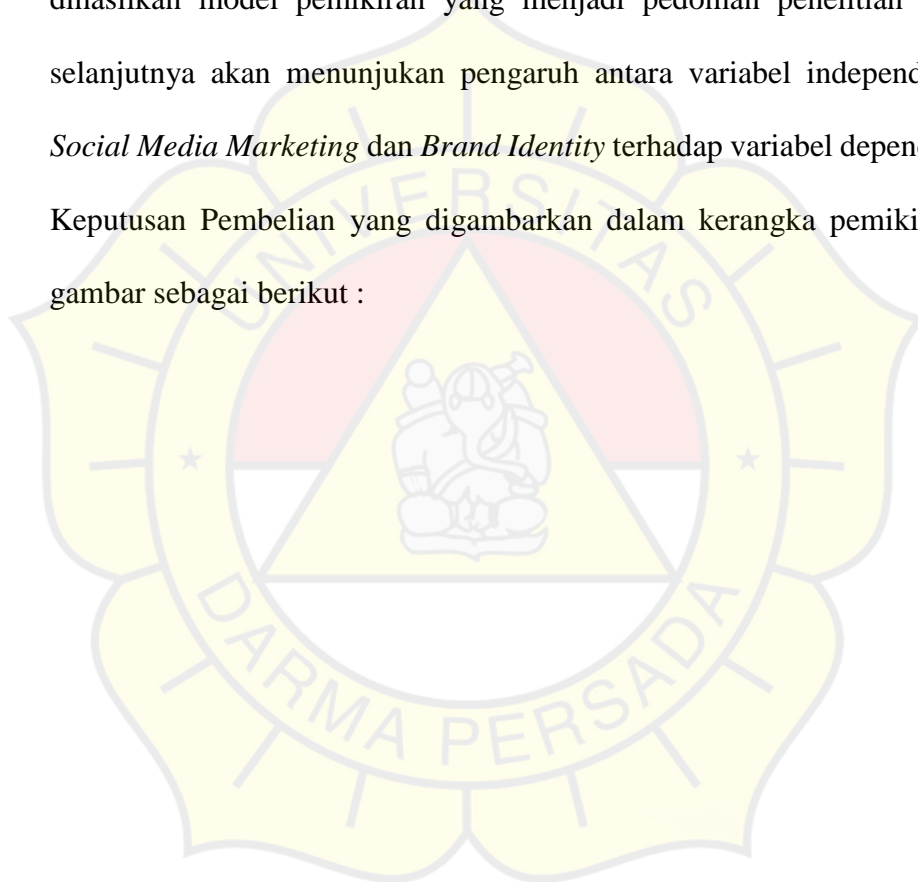 dihasilkan model pemikiran yang menjadi pedoman penelitian
selanjutnya akan menunjukan pengaruh antara variabel independ
Social Media Marketing dan Brand Identity terhadap variabel depen
Keputusan Pembelian yang digambarkan dalam kerangka pemiki
gambar sebagai berikut :
UNIVERSITAS
DARMA PERSADA